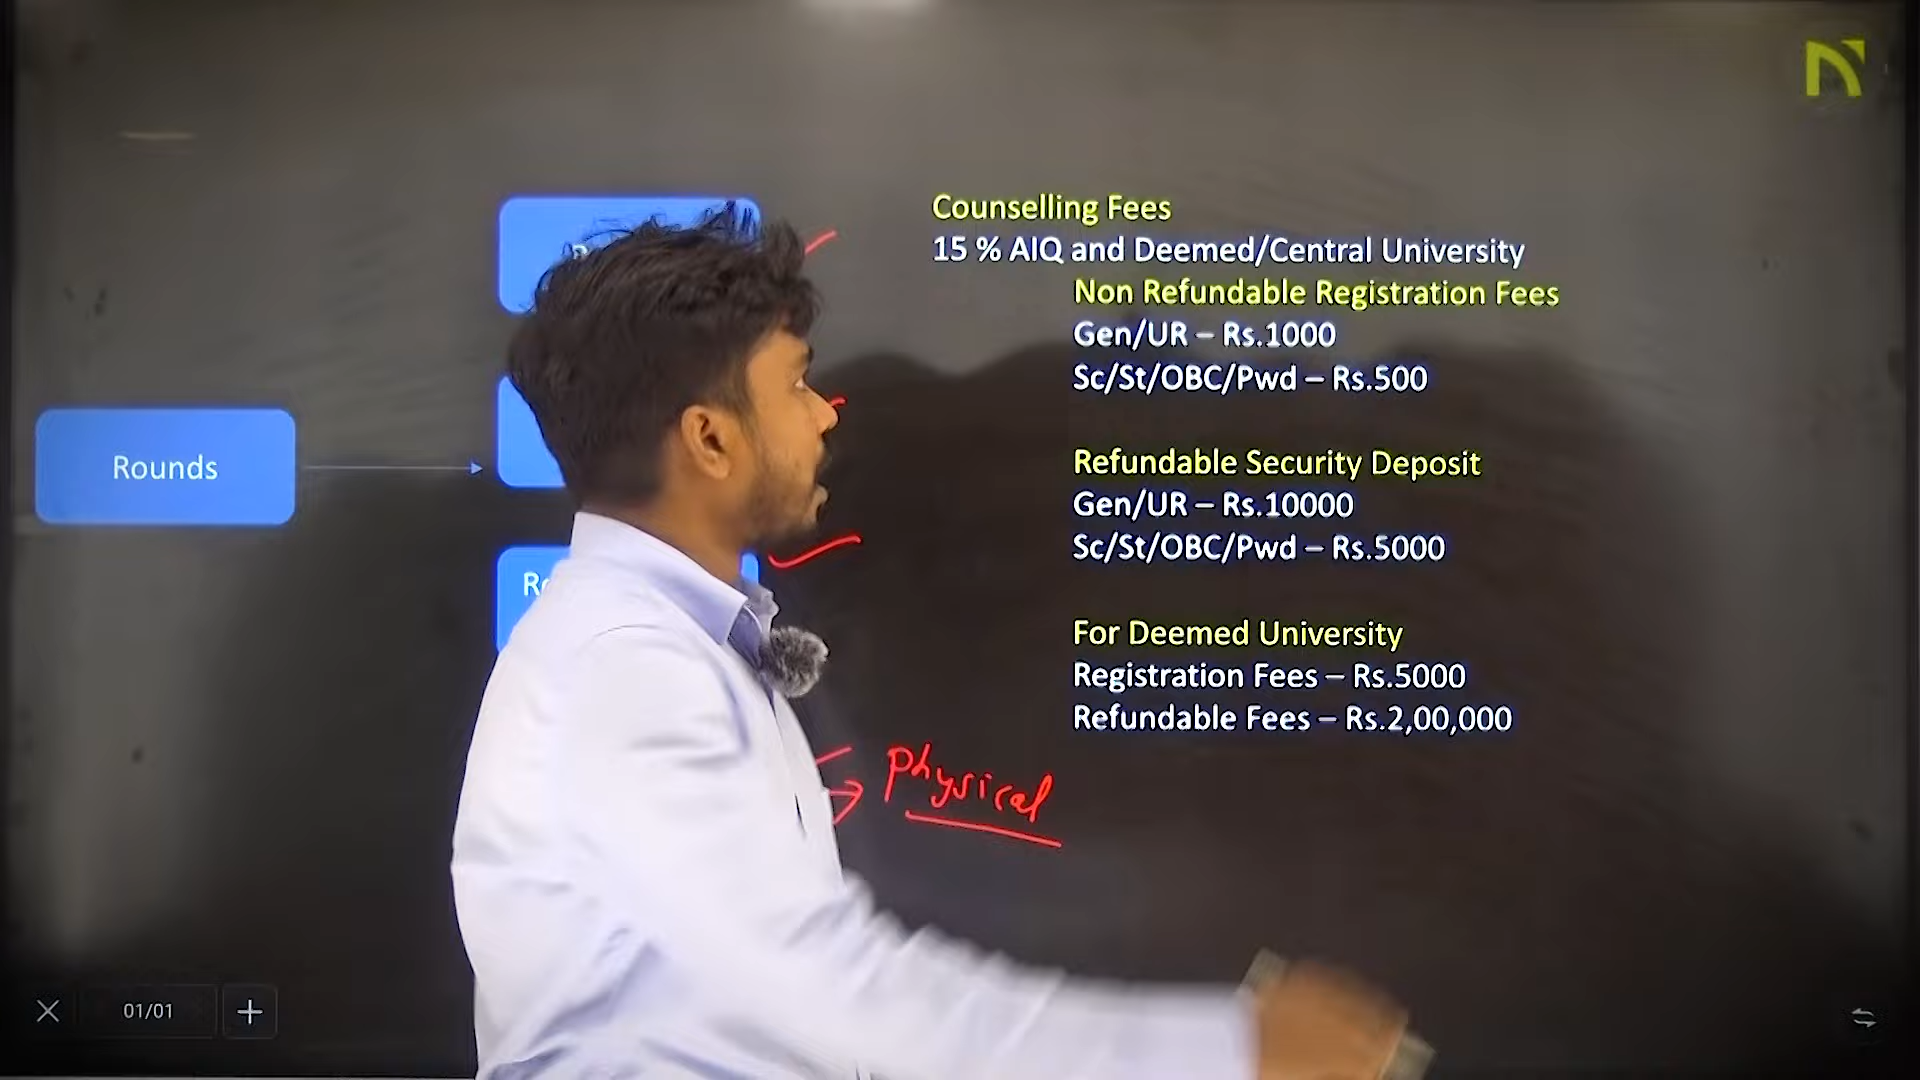 Rounds
Counselling Fees
15 % AIQ and Deemed/Central University
Non Refundable Registration Fees
Gen/UR – Rs.1000
Sc/St/OBC/Pwd – Rs.500
Refundable Security Deposit
Gen/UR – Rs.10000
Sc/St/OBC/Pwd – Rs.5000
For Deemed University
Registration Fees – Rs.5000
Refundable Fees – Rs.2,00,000
Physical
01/01